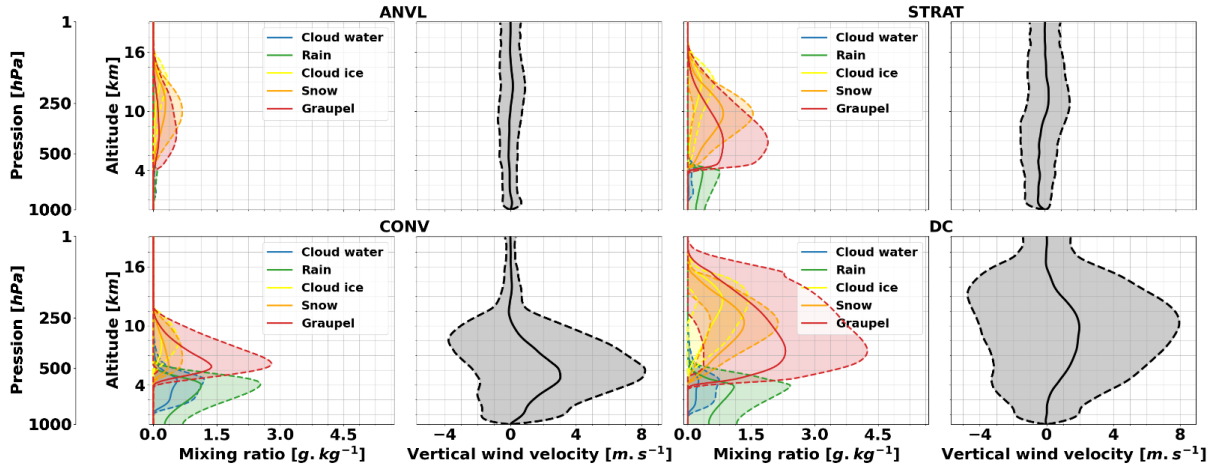 ANVL
STRAT
Pression [hPa]
1
250
500
1000
Altitude [km]
16
10
4
Cloud water
Rain
Cloud ice
Snow
Graupel
Cloud water
Rain
Cloud ice
Snow
Graupel
CONV
DC
Pression [hPa]
1
250
500
1000
Altitude [km]
16
10
4
Cloud water
Rain
Cloud ice
Snow
Graupel
Cloud water
Rain
Cloud ice
Snow
Graupel
0.0 1.5 3.0 4.5
−4 0 4 8
0.0 1.5 3.0 4.5
−4 0 4 8
Mixing ratio [g.kg⁻¹]
Vertical wind velocity [m.s⁻¹]
Mixing ratio [g.kg⁻¹]
Vertical wind velocity [m.s⁻¹]